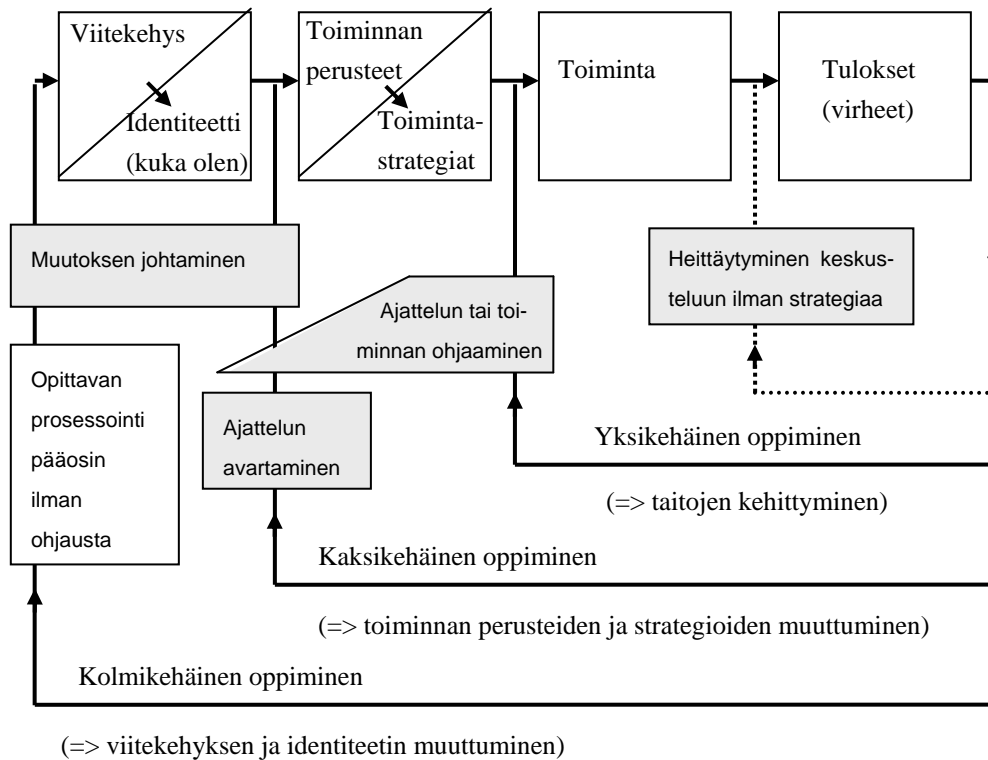 Viitekehys
Identiteetti
(kuka olen)
Toiminnan
perusteet
Toiminta-
strategiat
Toiminta
Tulokset
(virheet)
Muutoksen johtaminen
Heittäytyminen keskus-
teluun ilman strategiaa
Ajattelun tai toi-
minnan ohjaaminen
Opittavan
prosessointi
pääosin
ilman
ohjausta
Ajattelun
avartaminen
Yksikehäinen oppiminen
(=> taitojen kehittyminen)
Kaksikehäinen oppiminen
(=> toiminnan perusteiden ja strategioiden muuttuminen)
Kolmikehäinen oppiminen
(=> viitekehyksen ja identiteetin muuttuminen)